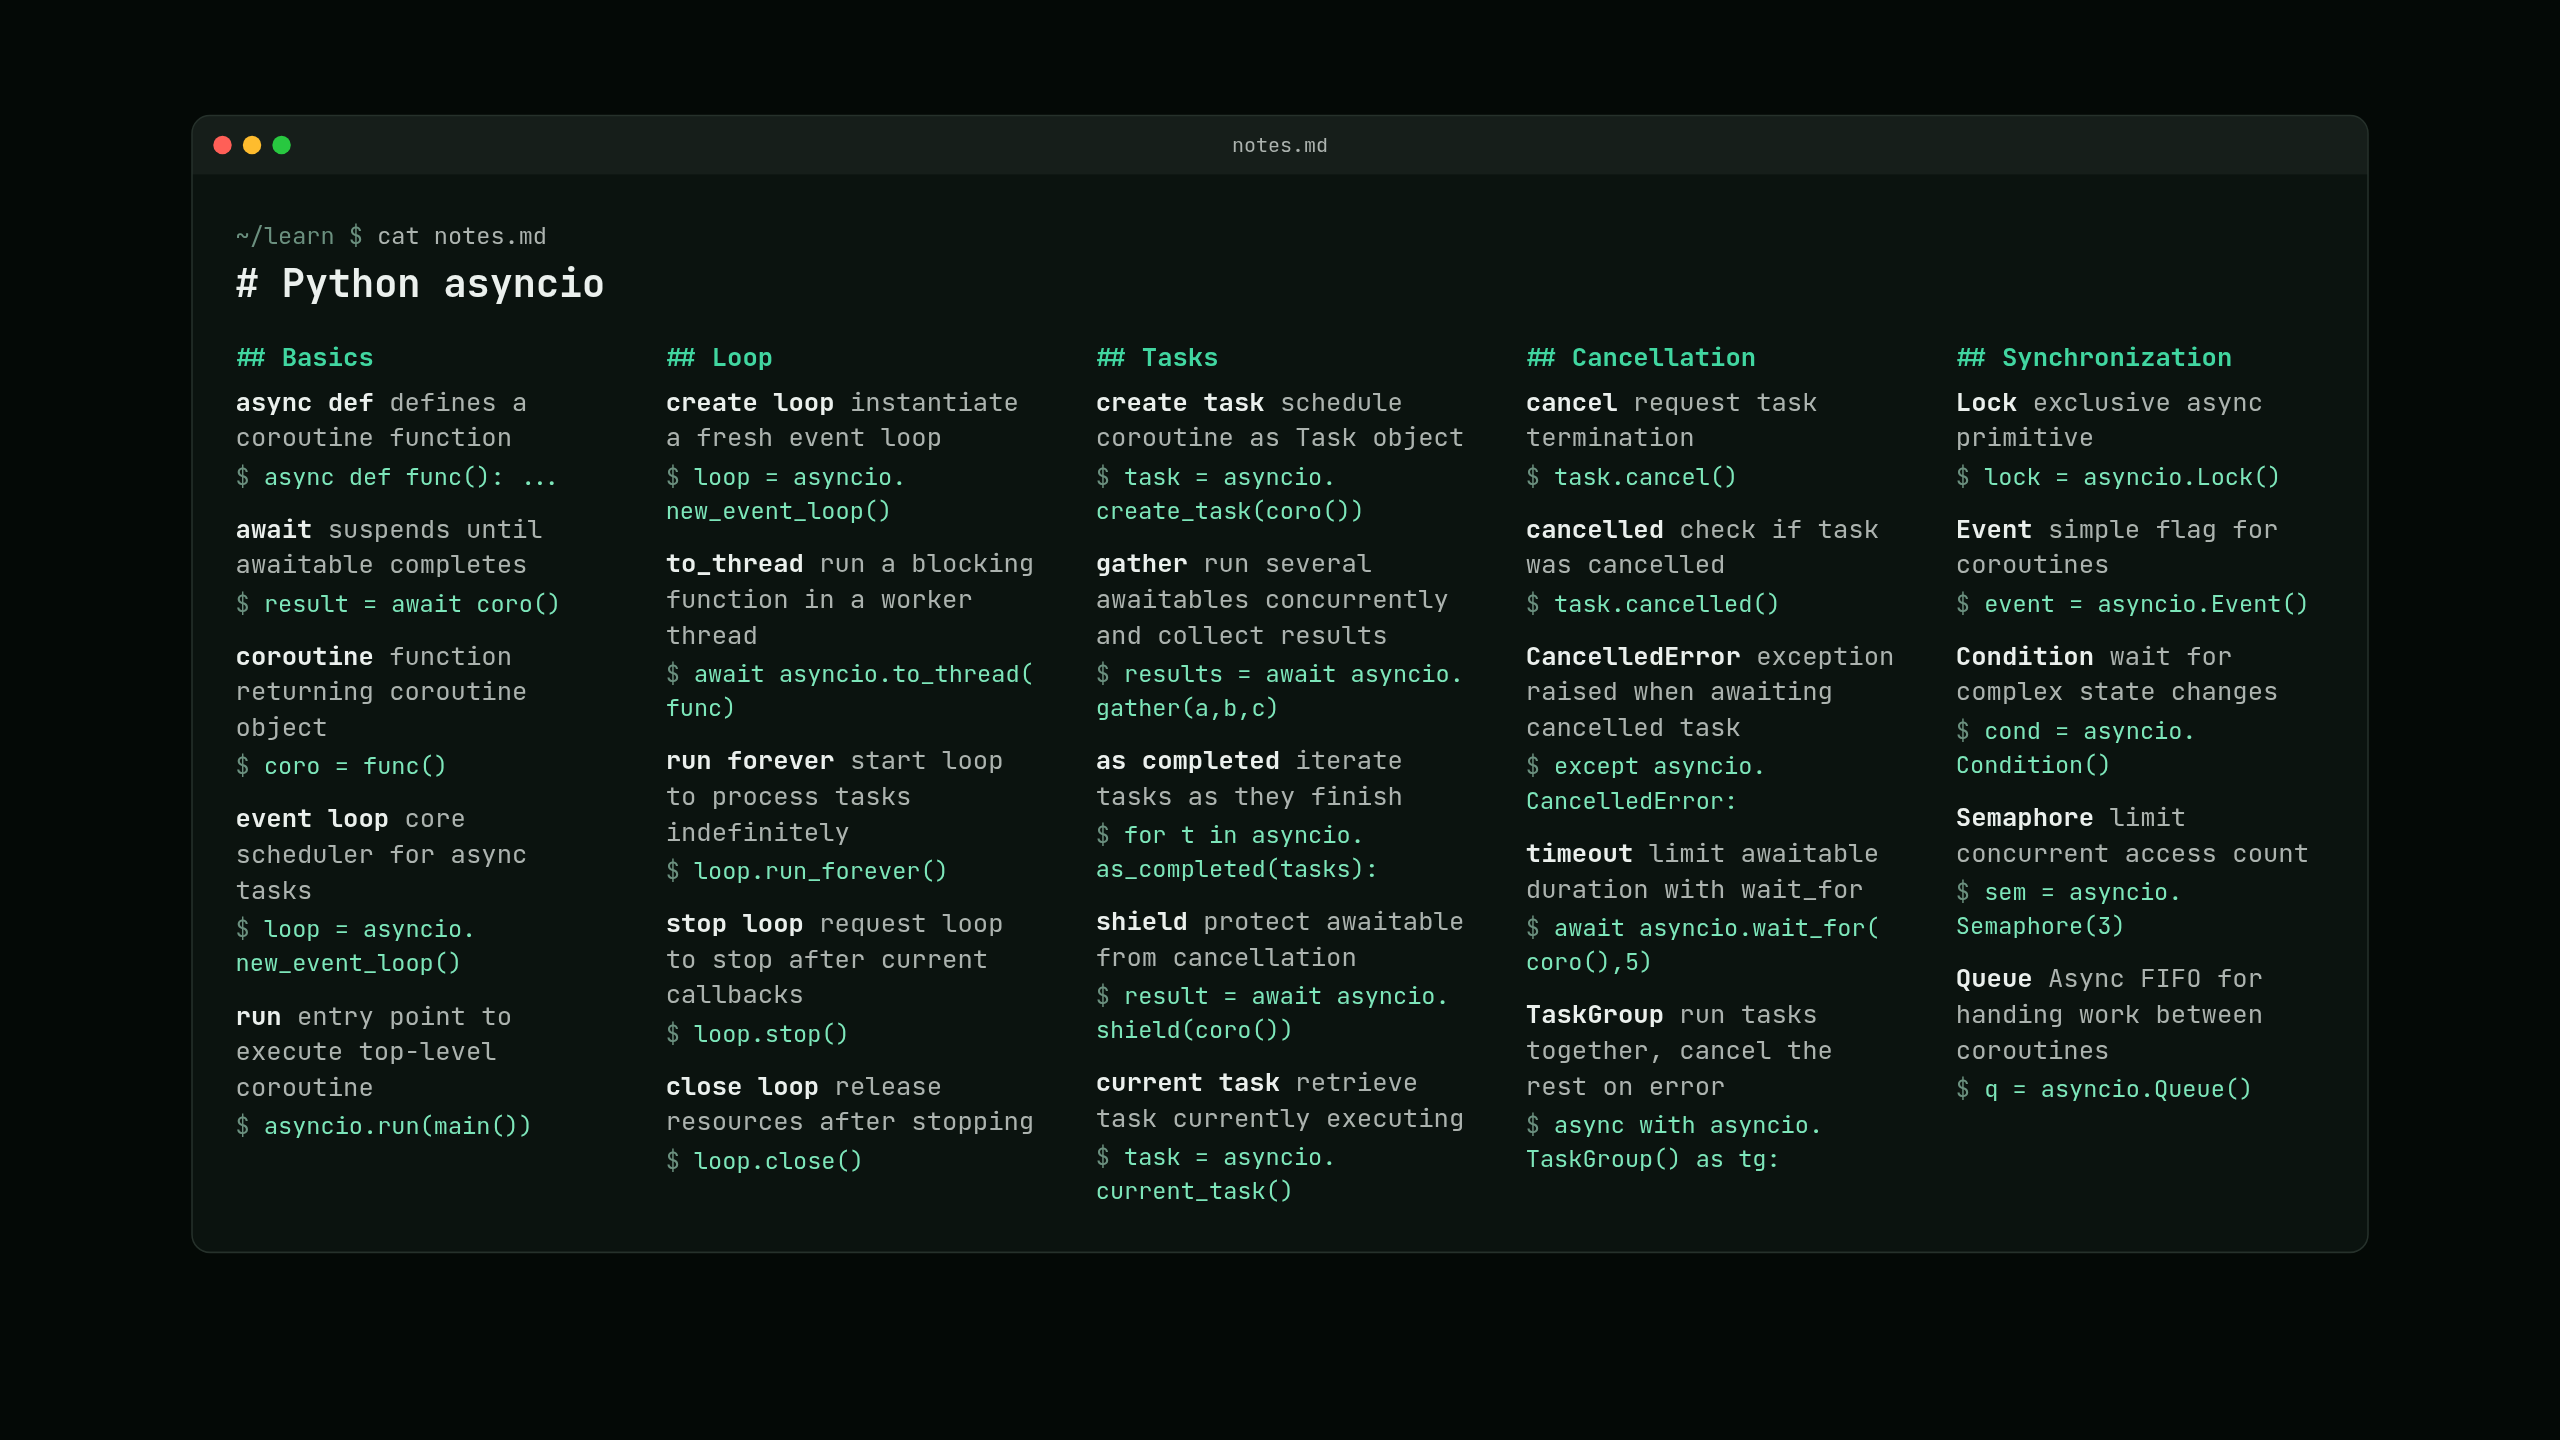 notes.md
~/learn $ cat notes.md
# Python asyncio
## Basics
async def defines a
coroutine function
$ async def func(): ...
await suspends until
awaitable completes
$ result = await coro()
coroutine function
returning coroutine
object
$ coro = func()
event loop core
scheduler for async
tasks
$ loop = asyncio.
new_event_loop()
run entry point to
execute top-level
coroutine
$ asyncio.run(main())
## Loop
create loop instantiate
a fresh event loop
$ loop = asyncio.
new_event_loop()
to_thread run a blocking
function in a worker
thread
$ await asyncio.to_thread(
func)
run forever start loop
to process tasks
indefinitely
$ loop.run_forever()
stop loop request loop
to stop after current
callbacks
$ loop.stop()
close loop release
resources after stopping
$ loop.close()
## Tasks
create task schedule
coroutine as Task object
$ task = asyncio.
create_task(coro())
gather run several
awaitables concurrently
and collect results
$ results = await asyncio.
gather(a,b,c)
as completed iterate
tasks as they finish
$ for t in asyncio.
as_completed(tasks):
shield protect awaitable
from cancellation
$ result = await asyncio.
shield(coro())
current task retrieve
task currently executing
$ task = asyncio.
current_task()
## Cancellation
cancel request task
termination
$ task.cancel()
cancelled check if task
was cancelled
$ task.cancelled()
CancelledError exception
raised when awaiting
cancelled task
$ except asyncio.
CancelledError:
timeout limit awaitable
duration with wait_for
$ await asyncio.wait_for(
coro(),5)
TaskGroup run tasks
together, cancel the
rest on error
$ async with asyncio.
TaskGroup() as tg:
## Synchronization
Lock exclusive async
primitive
$ lock = asyncio.Lock()
Event simple flag for
coroutines
$ event = asyncio.Event()
Condition wait for
complex state changes
$ cond = asyncio.
Condition()
Semaphore limit
concurrent access count
$ sem = asyncio.
Semaphore(3)
Queue Async FIFO for
handing work between
coroutines
$ q = asyncio.Queue()